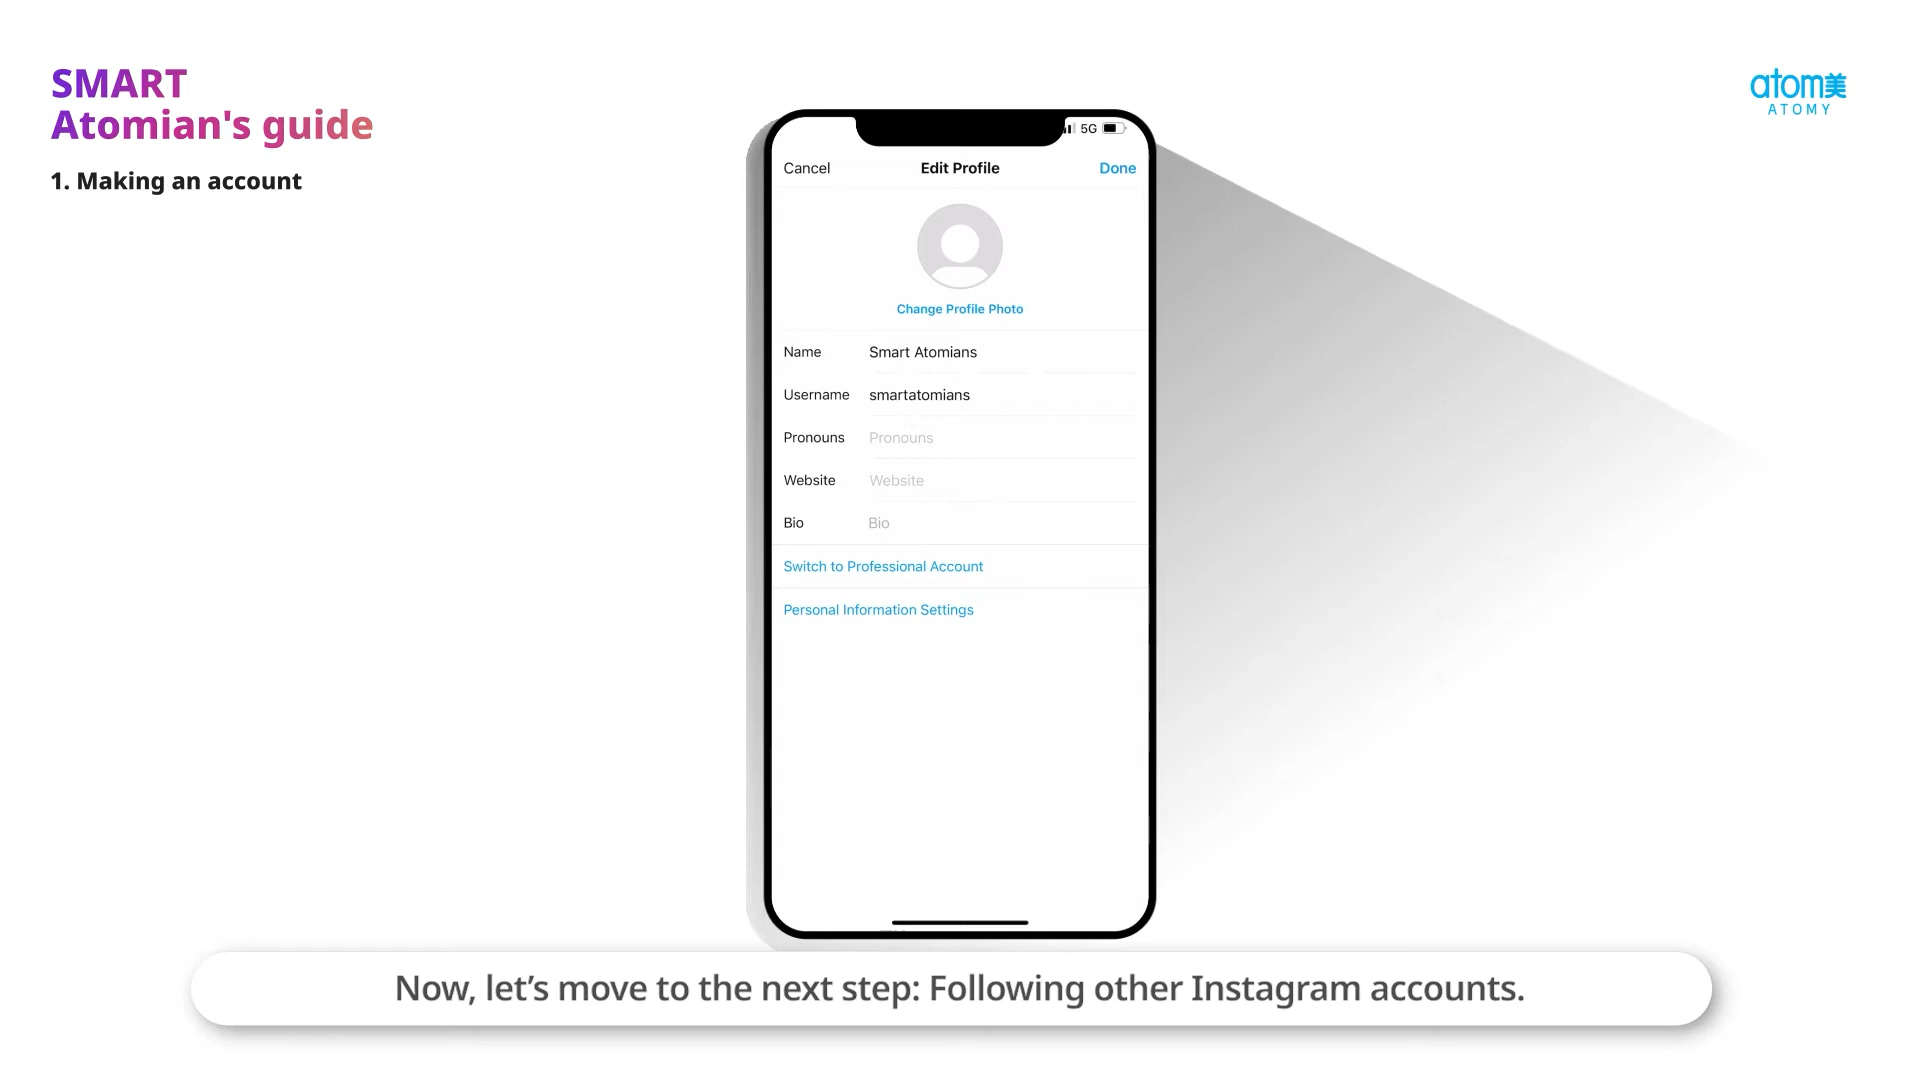 SMART
Atomian's guide
1. Making an account
atom美
ATOMY
5G
Cancel
Edit Profile
Done
Change Profile Photo
Name Smart Atomians
Username smartatomians
Pronouns Pronouns
Website Website
Bio Bio
Switch to Professional Account
Personal Information Settings
Now, let’s move to the next step: Following other Instagram accounts.